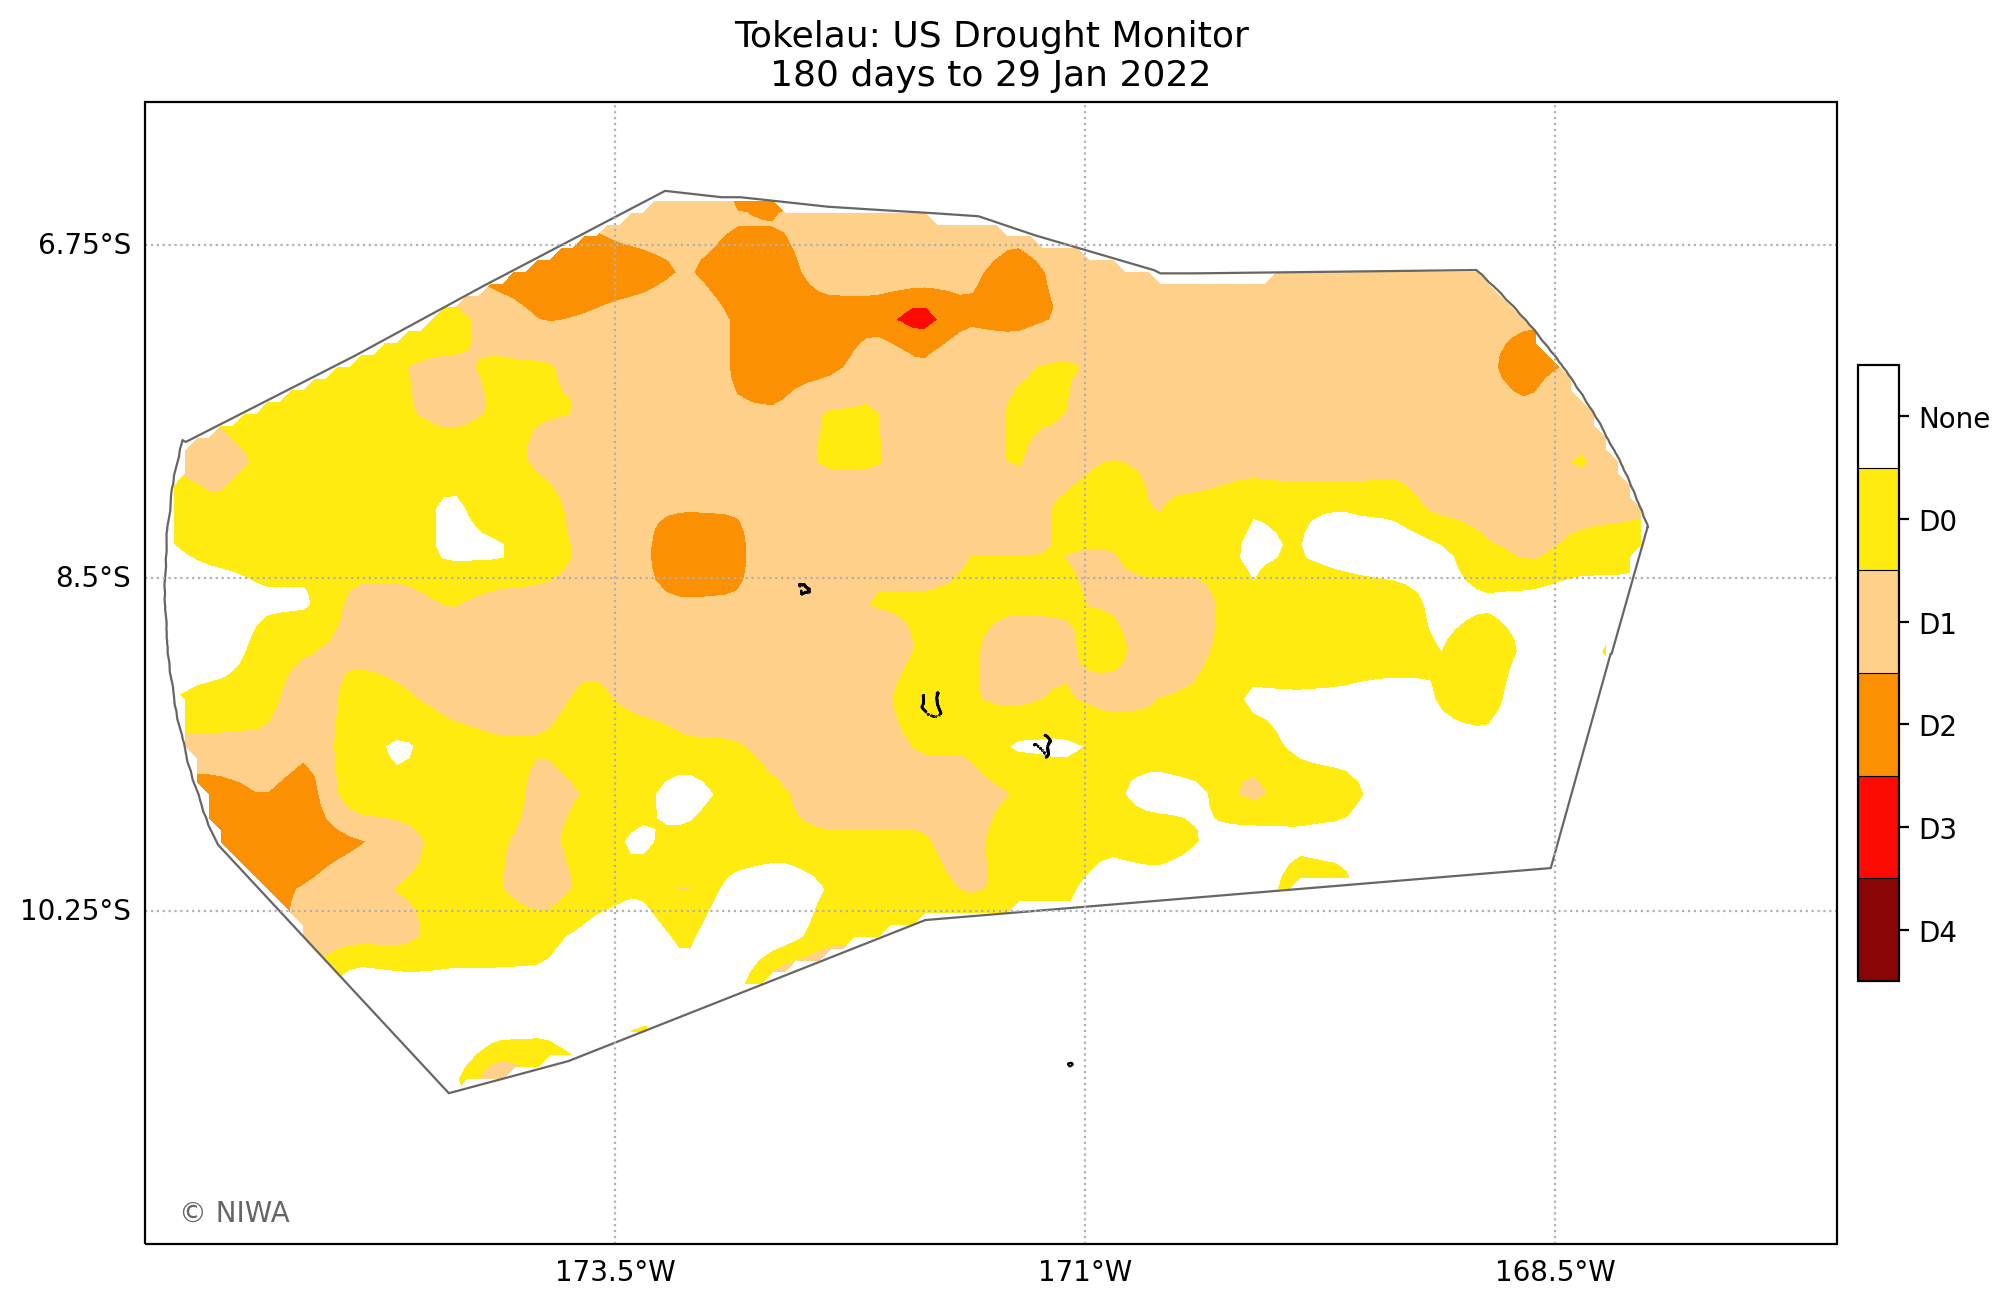 Tokelau: US Drought Monitor
180 days to 29 Jan 2022
6.75°S
8.5°S
10.25°S
173.5°W
171°W
168.5°W
None
D0
D1
D2
D3
D4
© NIWA